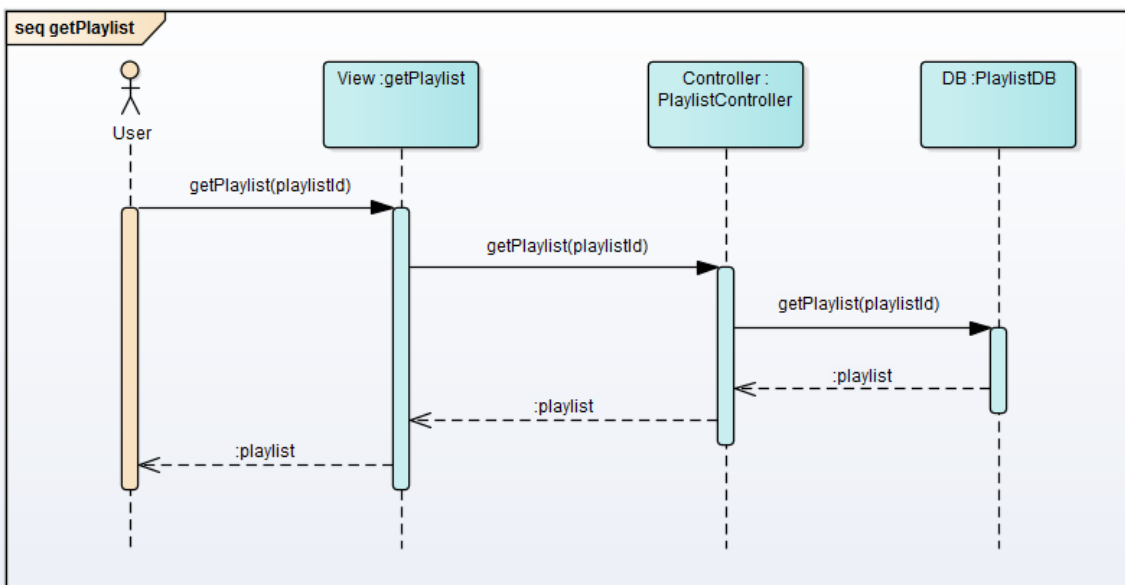 seq getPlaylist
User
View :getPlaylist
Controller :
PlaylistController
DB :PlaylistDB
getPlaylist(playlistId)
getPlaylist(playlistId)
getPlaylist(playlistId)
:playlist
:playlist
:playlist